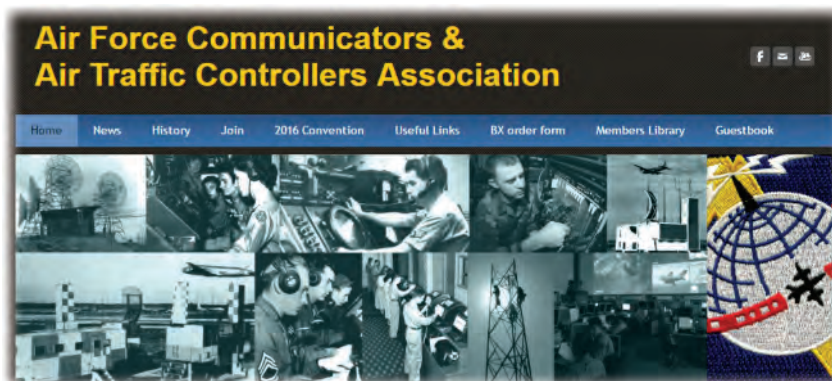 Air Force Communicators &
Air Traffic Controllers Association
Home News History Join 2016 Convention Useful Links BX order form Members Library Guestbook